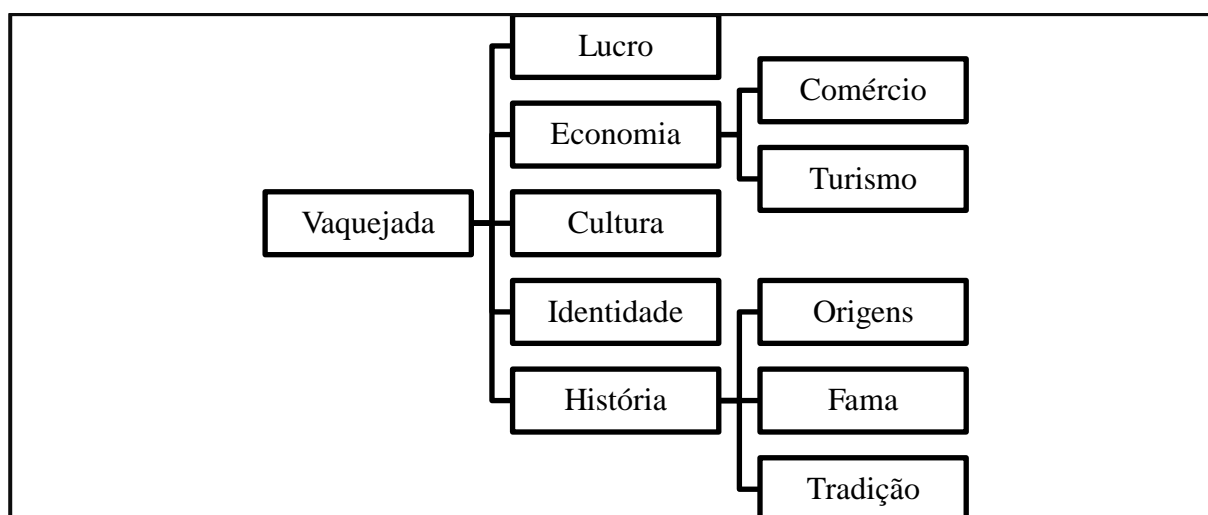 Vaquejada
Lucro
Economia
Comércio
Turismo
Cultura
Identidade
História
Origens
Fama
Tradição